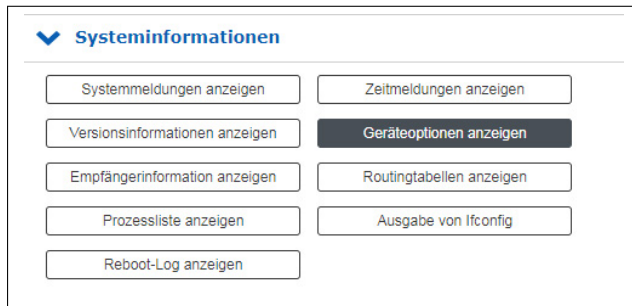 Systeminformationen
Systemmeldungen anzeigen
Zeitmeldungen anzeigen
Versionsinformationen anzeigen
Geräteoptionen anzeigen
Empfängerinformation anzeigen
Routingtabellen anzeigen
Prozessliste anzeigen
Ausgabe von Ifconfig
Reboot-Log anzeigen